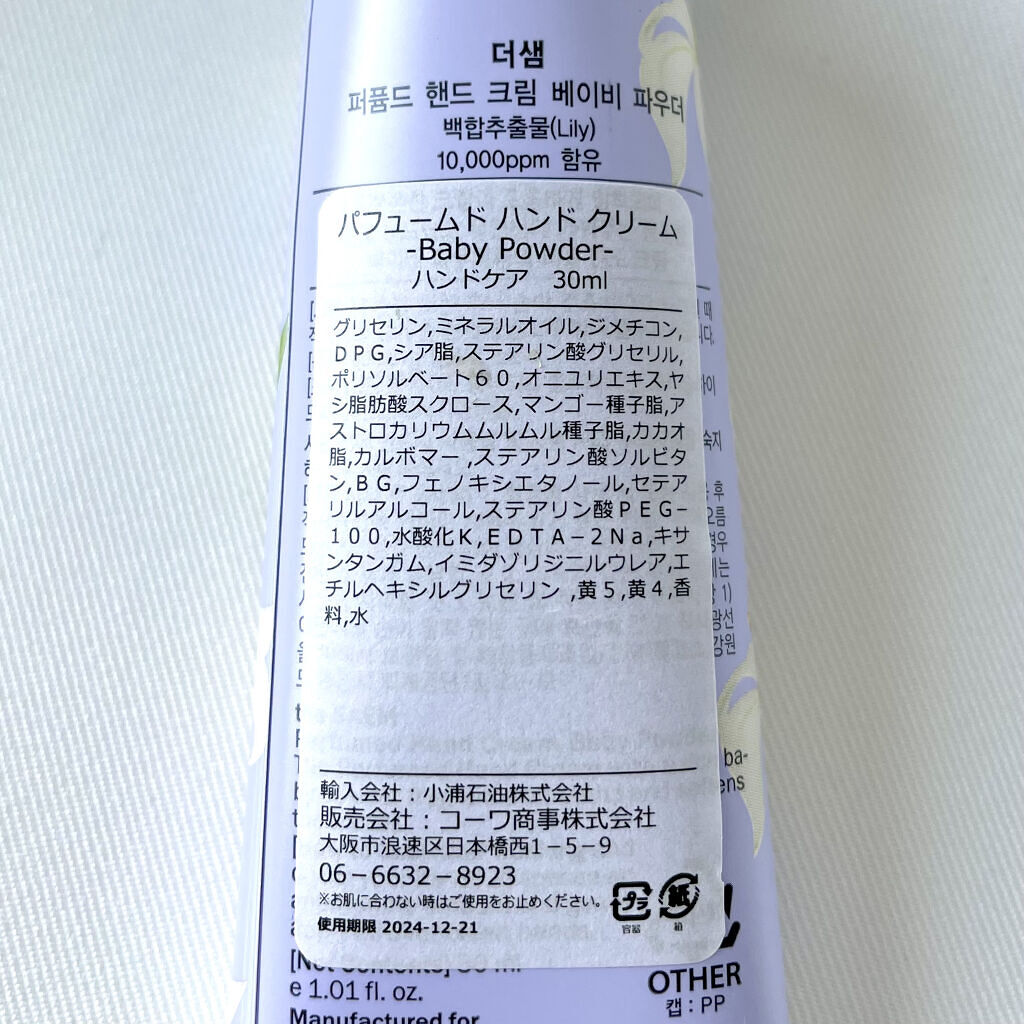 더샘
퍼퓸드 핸드 크림 베이비 파우더
백합추출물(Lily)
10,000ppm 함유
パフュームド ハンド クリーム
-Baby Powder-
ハンドケア 30ml
グリセリン,ミネラルオイル,ジメチコン,
ＤＰＧ,シア脂,ステアリン酸グリセリル,
ポリソルベート６０,オニユリエキス,ヤ
シ脂肪酸スクロース,マンゴー種子脂,ア
ストロカリウムムルムル種子脂,カカオ
脂,カルボマー ,ステアリン酸ソルビタ
ン,ＢＧ,フェノキシエタノール,セテア
リルアルコール,ステアリン酸ＰＥＧ−
１００,水酸化Ｋ,ＥＤＴＡ−２Ｎａ,キサ
ンタンガム,イミダゾリジニルウレア,エ
チルヘキシルグリセリン ,黄５,黄４,香
料,水
輸入会社：小浦石油株式会社
販売会社：コーワ商事株式会社
大阪市浪速区日本橋西1−５−９
06−6632−8923
※お肌に合わない時はご使用をお止めください。
使用期限 2024-12-21
プラ
容器
紙
箱
[Net Contents] 30 ml
e 1.01 fl. oz.
Manufactured for
OTHER
캡 : PP